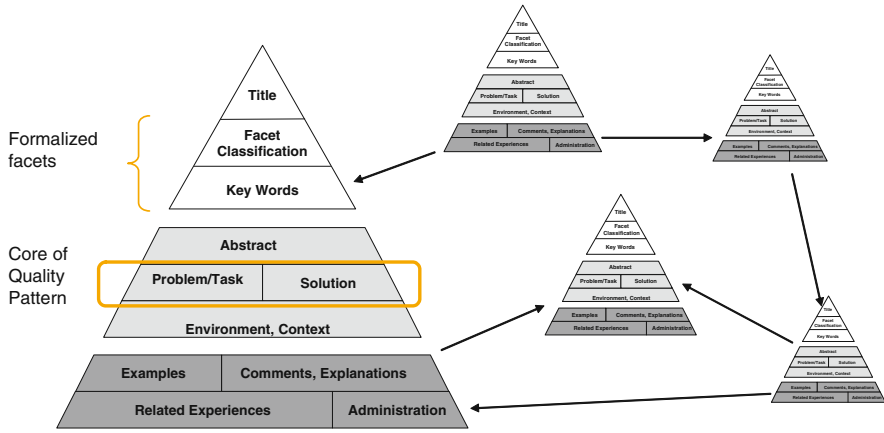 Formalized
facets
Core of
Quality
Pattern
Title
Facet
Classification
Key Words
Abstract
Problem/Task Solution
Environment, Context
Examples Comments, Explanations
Related Experiences Administration
Title
Facet
Classification
Key Words
Abstract
Problem/Task Solution
Environment, Context
Examples Comments, Explanations
Related Experiences Administration
Title
Facet
Classification
Key Words
Abstract
Problem/Task Solution
Environment, Context
Examples Comments, Explanations
Related Experiences Administration
Title
Facet
Classification
Key Words
Abstract
Problem/Task Solution
Environment, Context
Examples Comments, Explanations
Related Experiences Administration
Title
Facet
Classification
Key Words
Abstract
Problem/Task Solution
Environment, Context
Examples Comments, Explanations
Related Experiences Administration